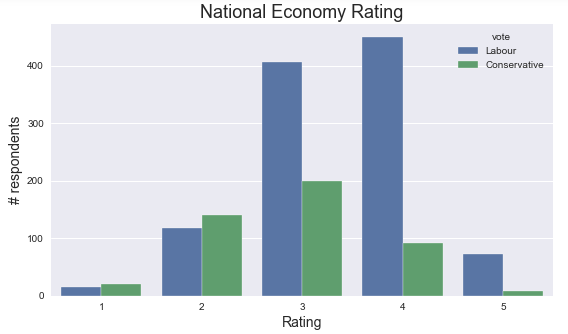 National Economy Rating
vote
Labour
Conservative
400
300
200
100
0
# respondents
1 2 3 4 5
Rating